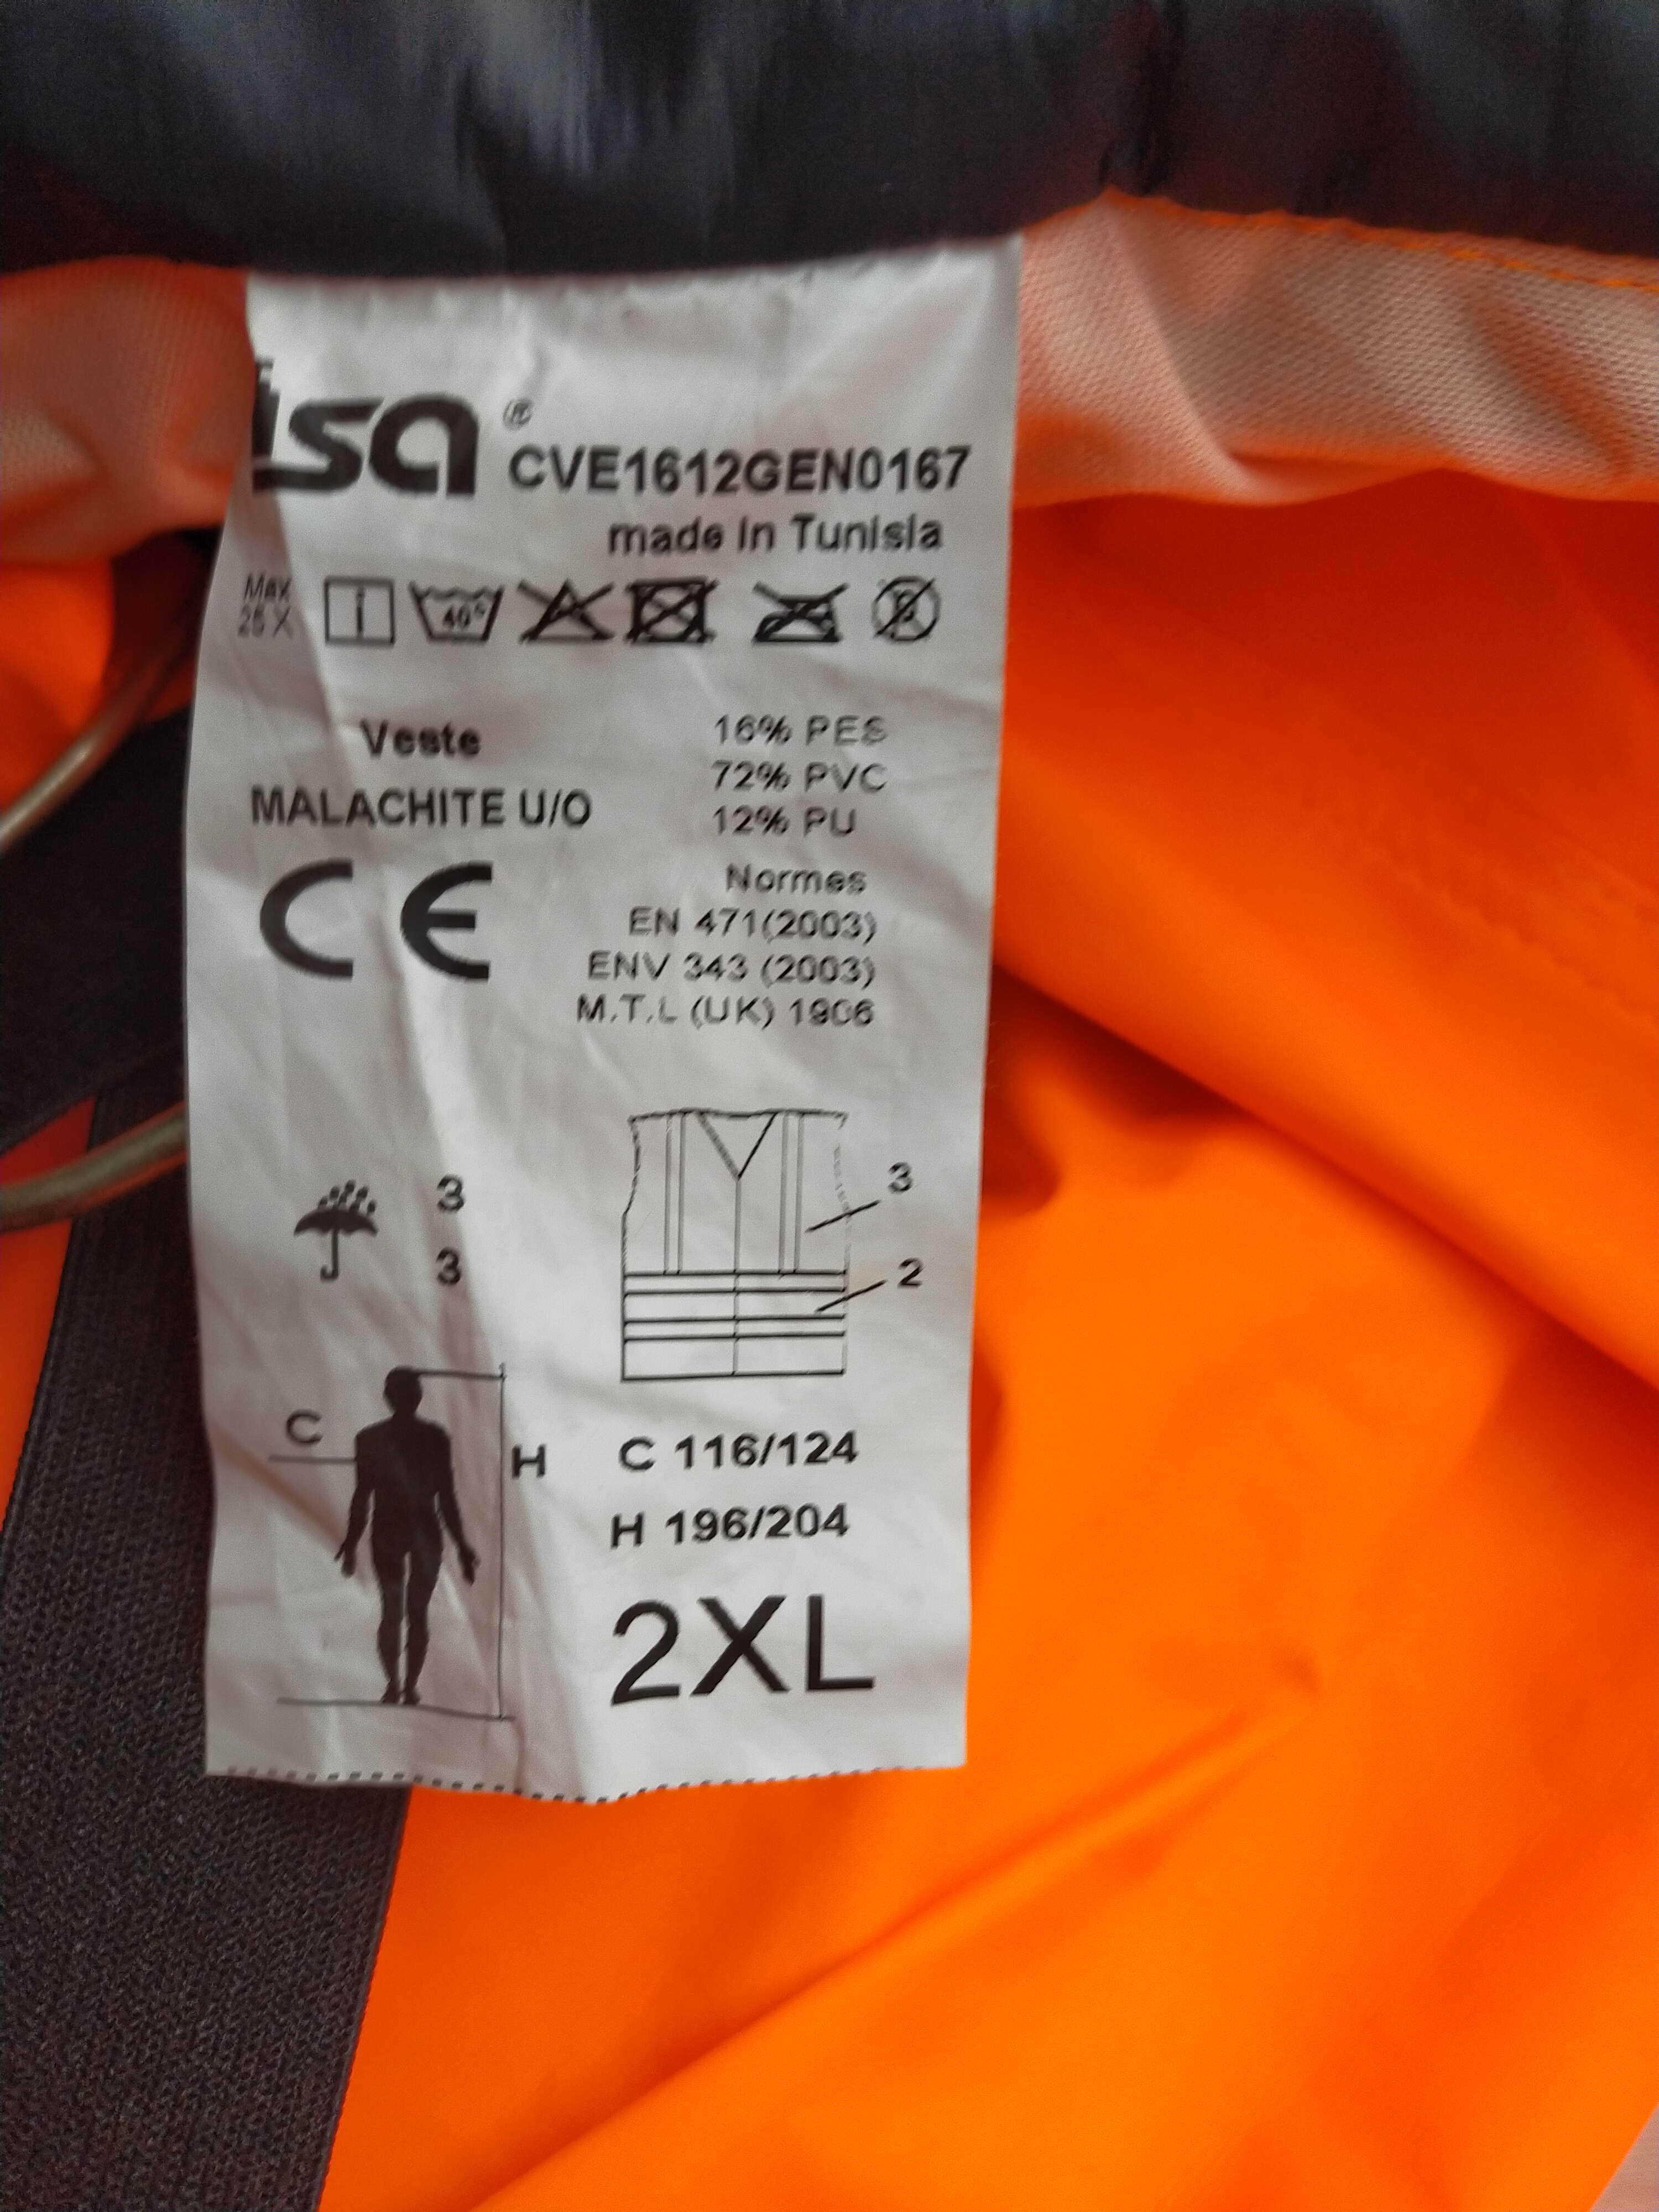 isa®
CVE1612GEN0167
made in Tunisia
Max
25 X
i
40°
P
Veste
MALACHITE U/O
16% PES
72% PVC
12% PU
CE
Normes
EN 471(2003)
ENV 343 (2003)
M.T.L (UK) 1906
3
3
3
2
C
H
C 116/124
H 196/204
2XL